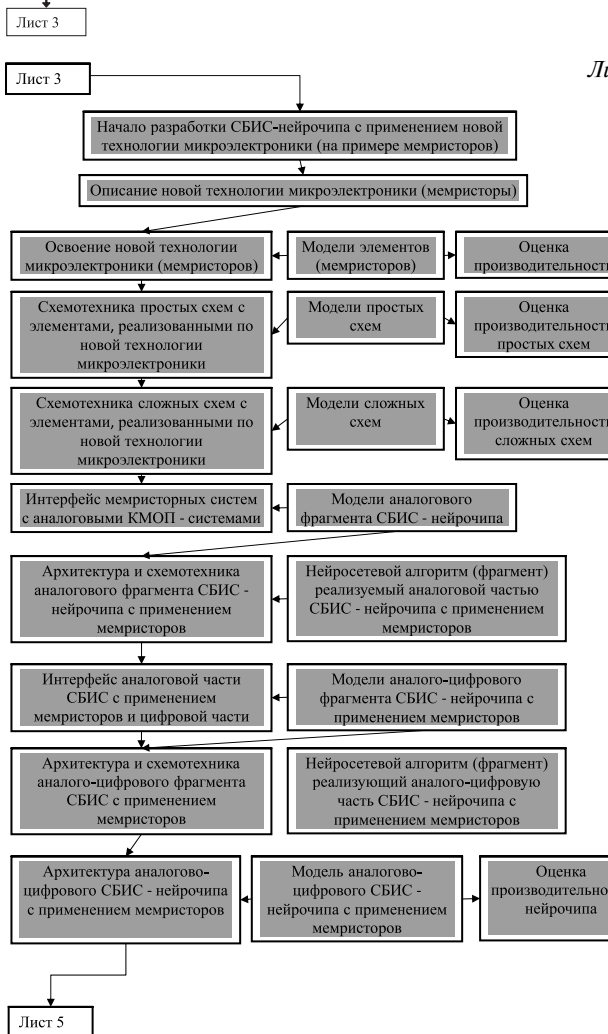 Лист 3
Лист 3
Начало разработки СБИС-нейрочипа с применением новой
технологии микроэлектроники (на примере мемристоров)
Описание новой технологии микроэлектроники (мемристоры)
Освоение новой технологии
микроэлектроники (мемристоров)
Модели элементов
(мемристоров)
Оценка
Схемотехника простых схем с
элементами, реализованными по
новой технологии
микроэлектроники
Модели простых
схем
Оценка
простых схем
Схемотехника сложных схем с
элементами, реализованными по
новой технологии
микроэлектроники
Модели сложных
схем
Оценка
сложных схем
Интерфейс мемристорных систем
с аналоговыми КМОП - системами
Модели аналогового
фрагмента СБИС - нейрочипа
Архитектура и схемотехника
аналогового фрагмента СБИС -
нейрочипа с применением
мемристоров
Нейросетевой алгоритм (фрагмент)
реализуемый аналоговой частью
СБИС - нейрочипа с применением
мемристоров
Интерфейс аналоговой части
СБИС с применением
мемристоров и цифровой части
Модели аналого-цифрового
фрагмента СБИС - нейрочипа с
применением мемристоров
Архитектура и схемотехника
аналого-цифрового фрагмента
СБИС с применением
мемристоров
Нейросетевой алгоритм (фрагмент)
реализующий аналого-цифровую
часть СБИС - нейрочипа с
применением мемристоров
Архитектура аналогово-
цифрового СБИС - нейрочипа
с применением мемристоров
Модель аналогово-
цифрового СБИС -
нейрочипа с применением
мемристоров
Оценка
нейрочипа
Лист 5